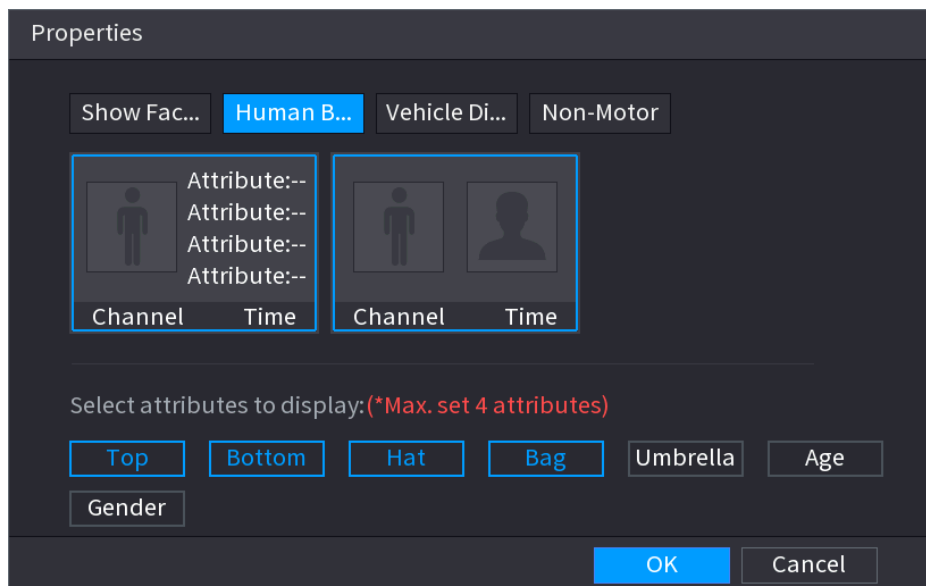 Properties
Show Fac... Human B... Vehicle Di... Non-Motor
Attribute:--
Attribute:--
Attribute:--
Attribute:--
Channel Time Channel Time
Select attributes to display:(*Max. set 4 attributes)
Top Bottom Hat Bag Umbrella Age
Gender
OK Cancel